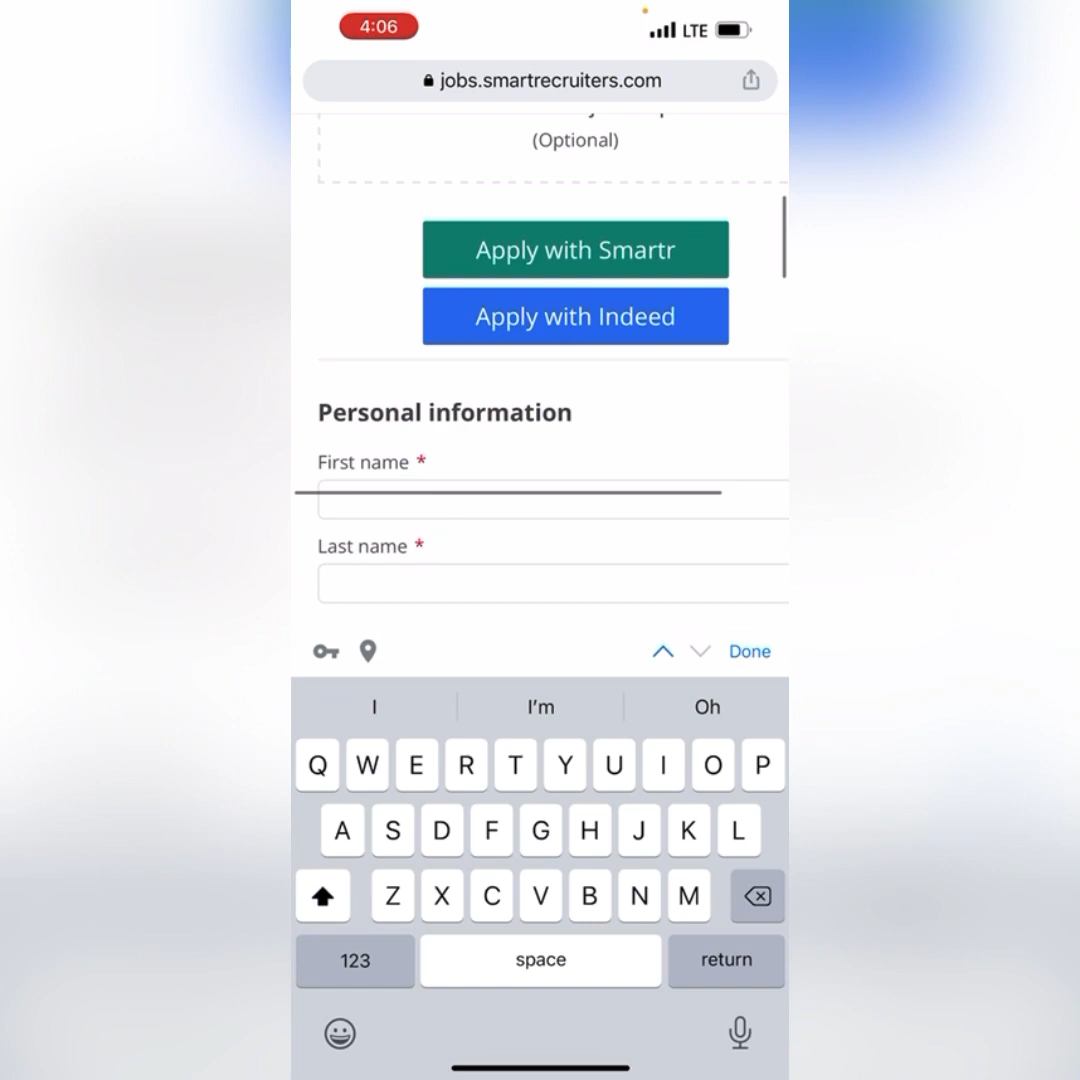 4:06
LTE
jobs.smartrecruiters.com
(Optional)
Apply with Smartr
Apply with Indeed
Personal information
First name *
Last name *
Done
I I'm Oh
Q W E R T Y U I O P
A S D F G H J K L
Z X C V B N M
123 space return